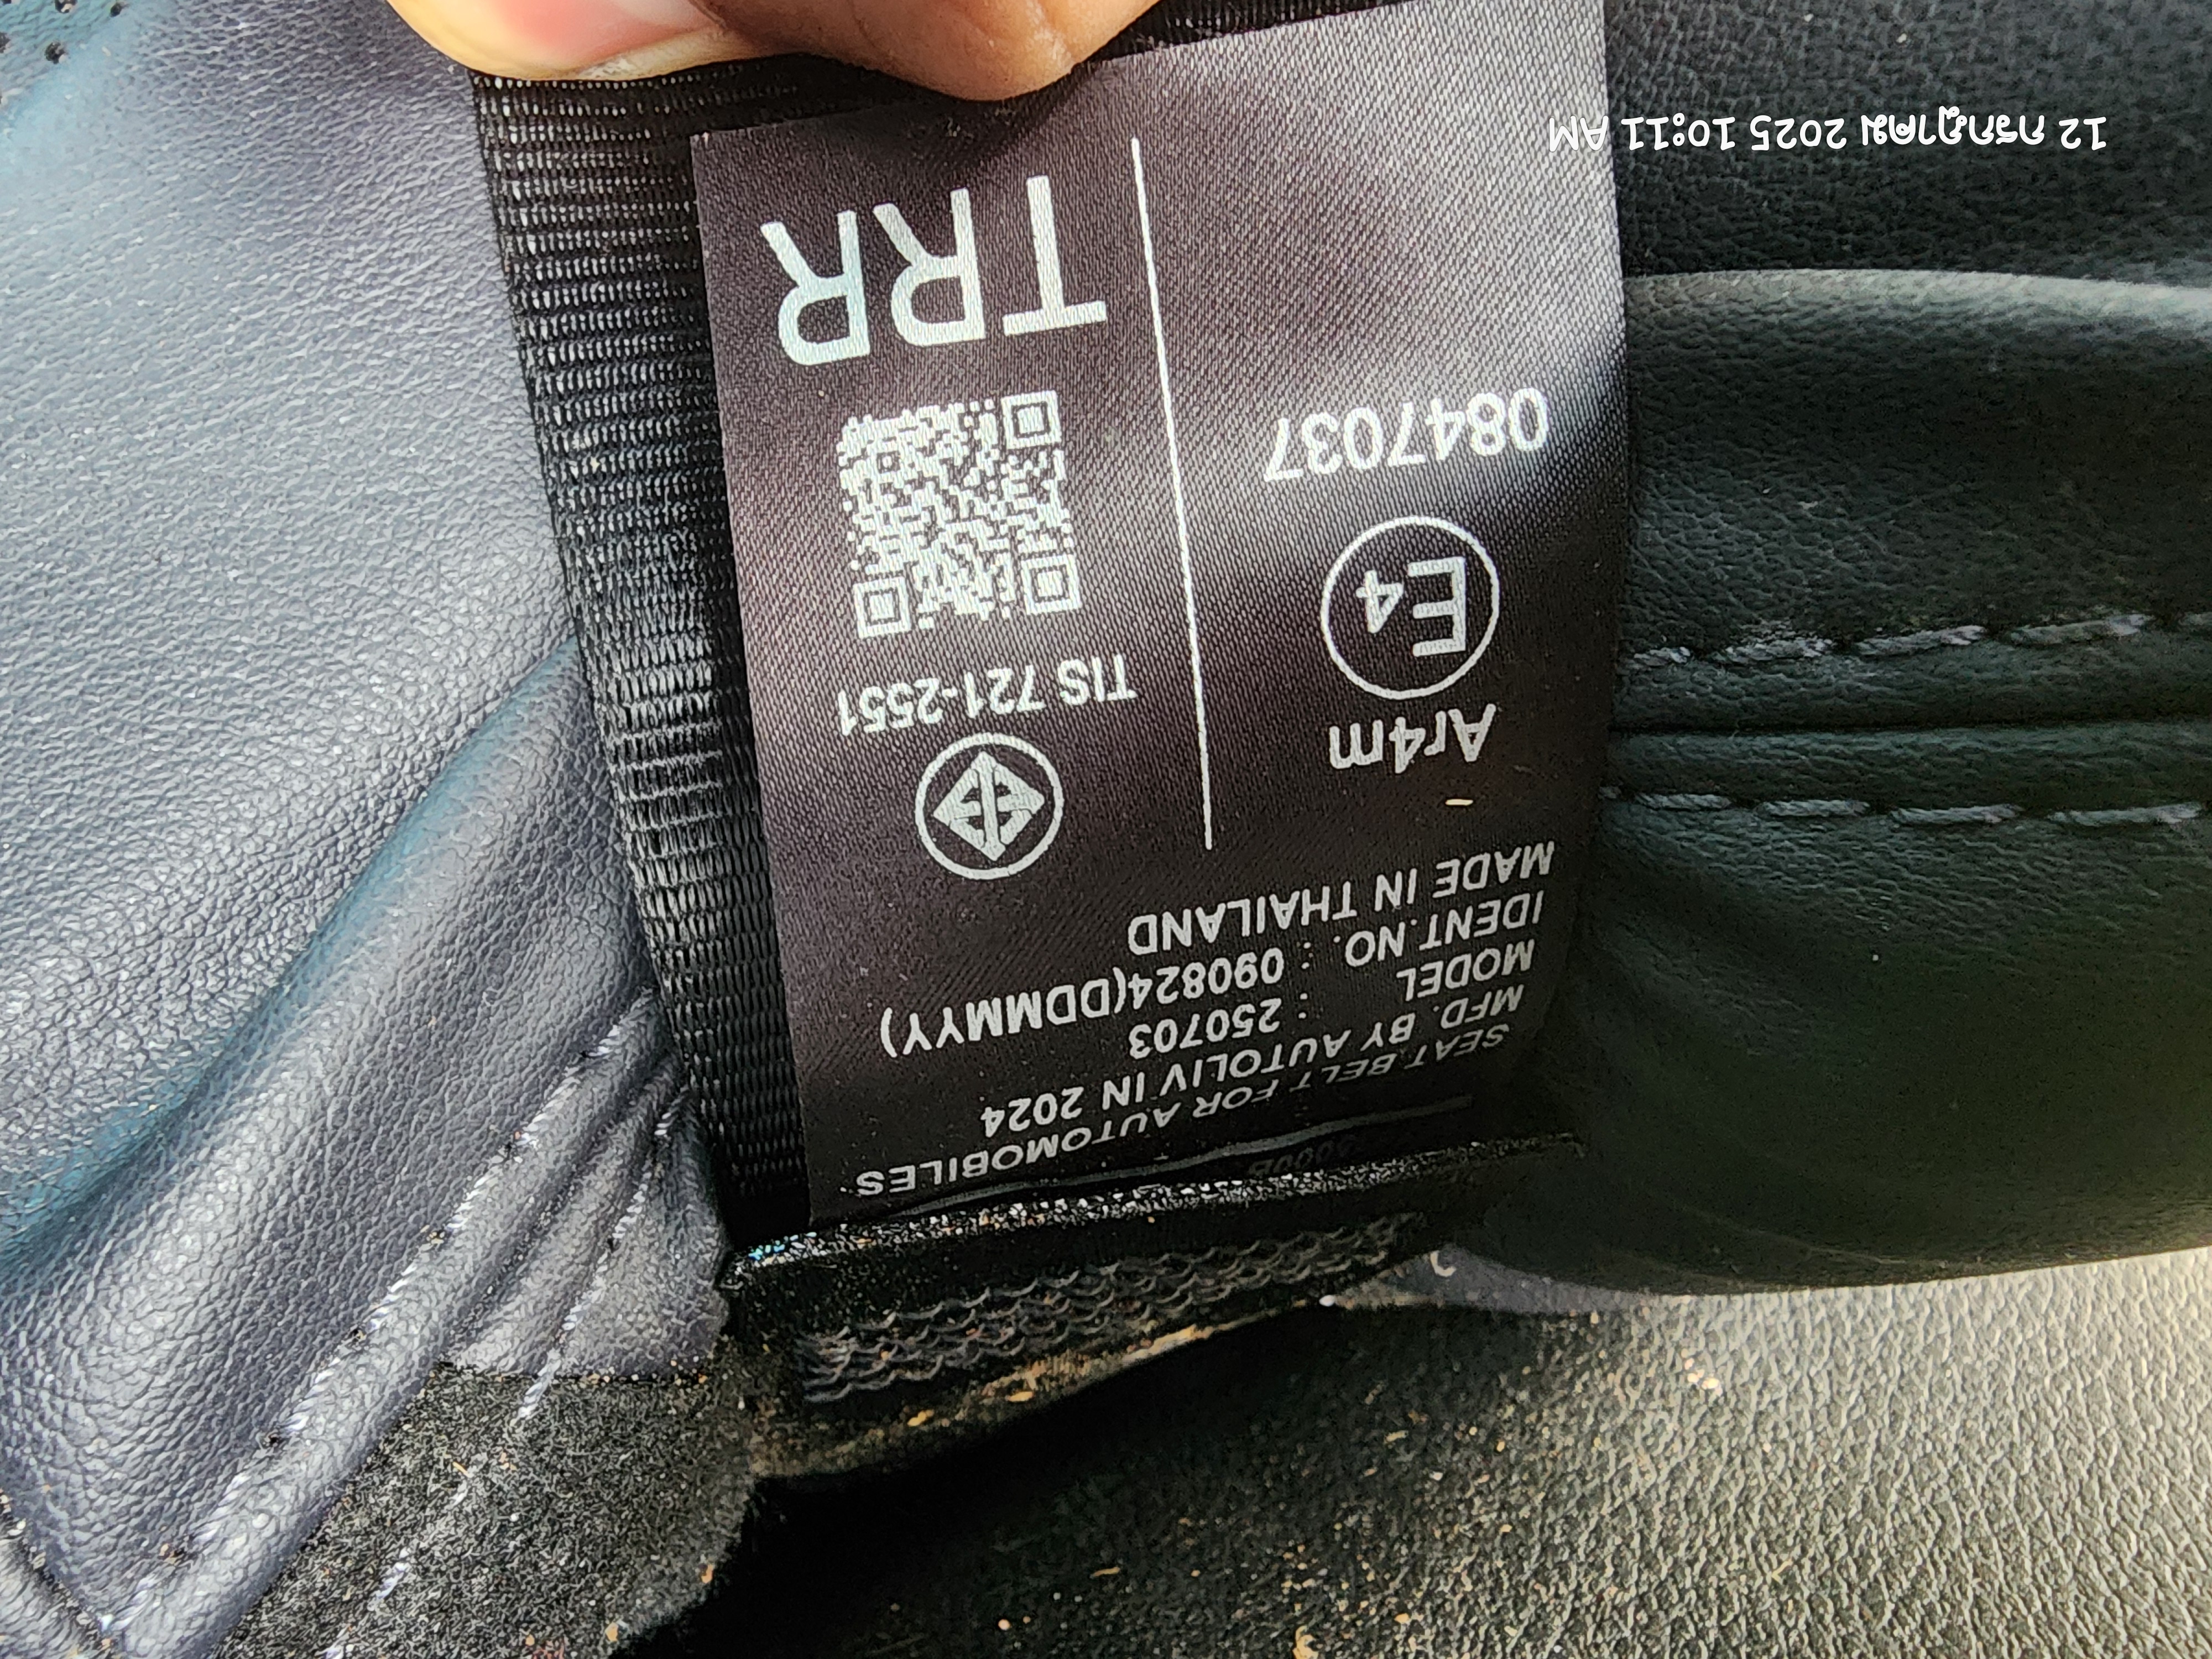 SEAT BELT FOR AUTOMOBILES
MFD. BY AUTOLIV IN 2024
MODEL : 250703
IDENT.NO. : 090824(DDMMYY)
MADE IN THAILAND
Ar4m
E4
0847037
TIS 721-2551
TRR
12 กรกฎาคม 2025 10:11 AM